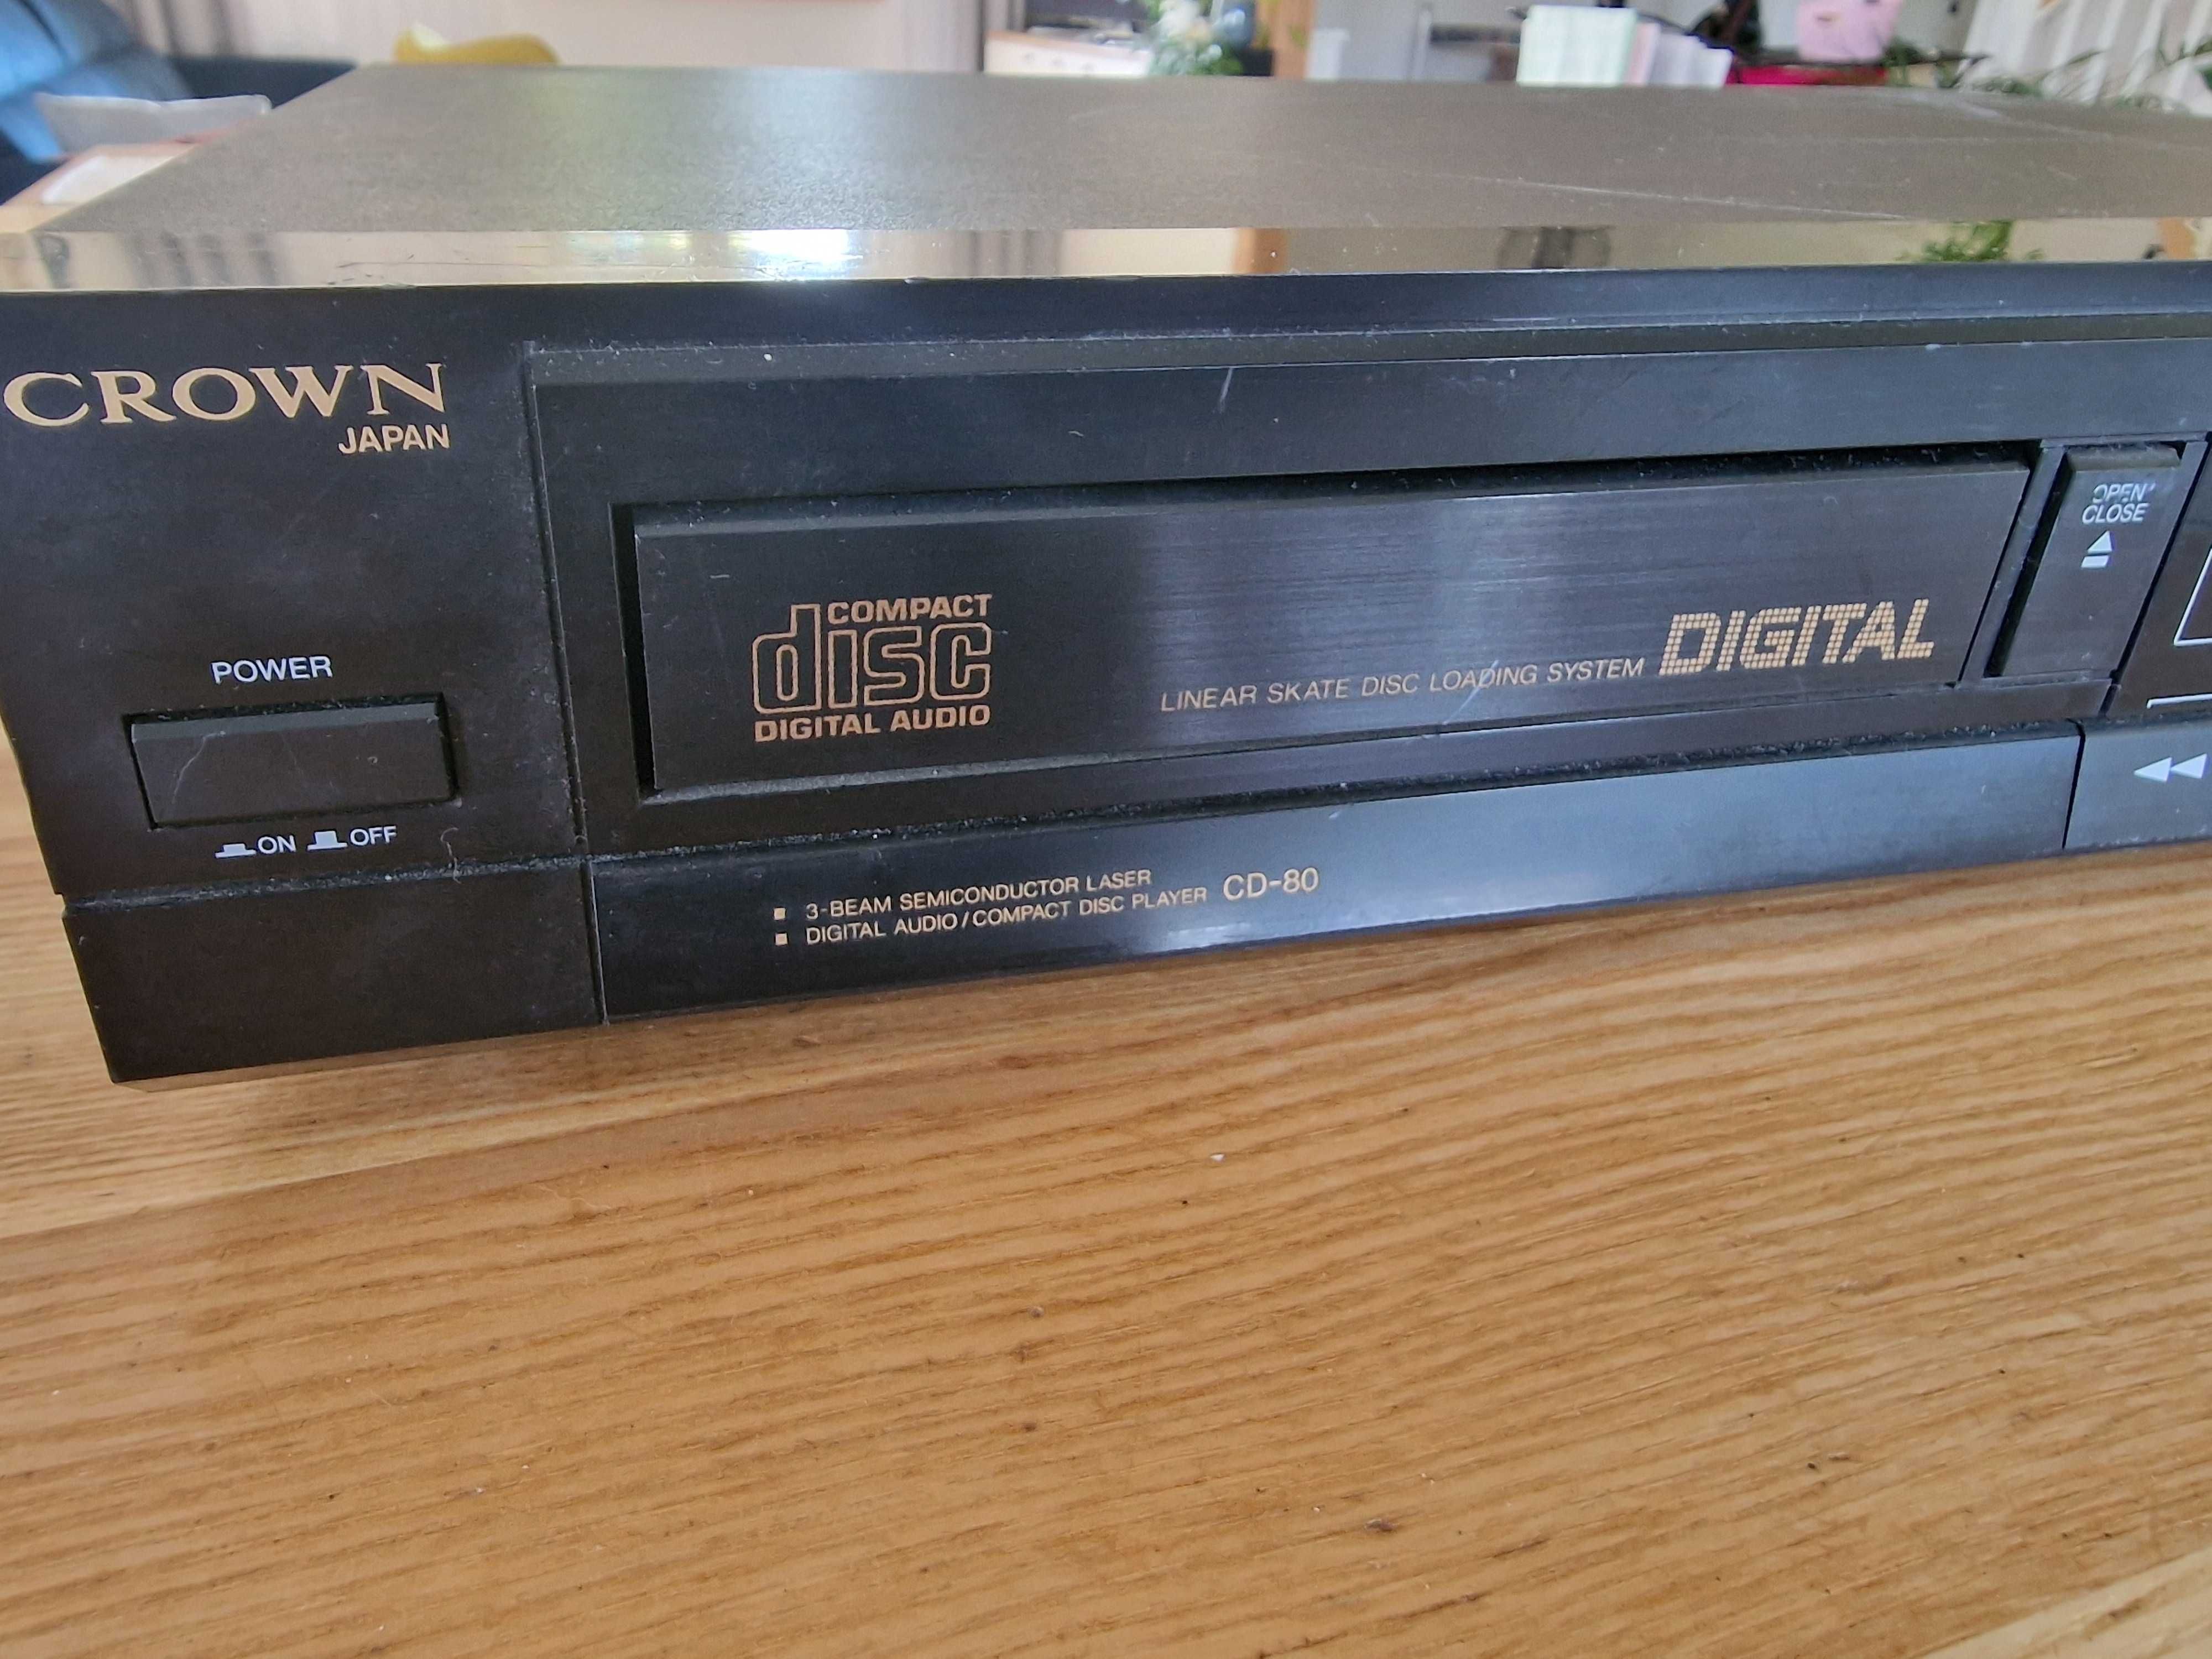 CROWN
JAPAN
POWER
ON OFF
COMPACT
disc
DIGITAL AUDIO
LINEAR SKATE DISC LOADING SYSTEM DIGITAL
OPEN
CLOSE
3-BEAM SEMICONDUCTOR LASER
DIGITAL AUDIO / COMPACT DISC PLAYER CD-80